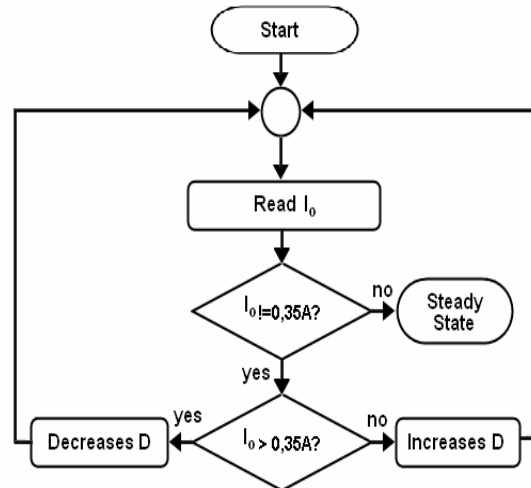 Start
Read I₀
I₀ !=0,35A?
no
Steady
State
yes
I₀ > 0,35A?
yes
Decreases D
no
Increases D